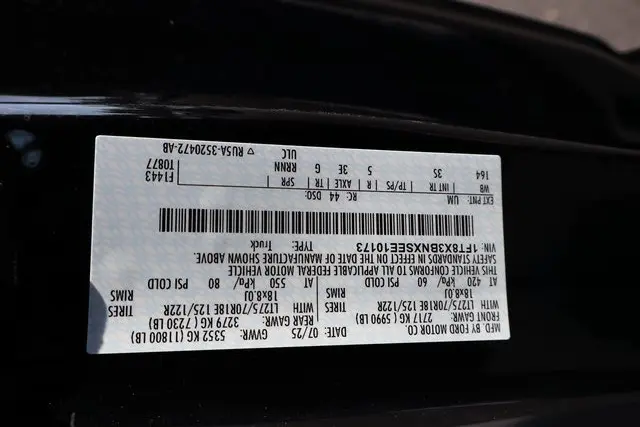 MFD. BY FORD MOTOR CO.
DATE: 07/25 GVWR: 5352 KG (11800 LB)
FRONT GAWR: 2717 KG (5990 LB) REAR GAWR: 3279 KG (7230 LB)
WITH LT275/70R18E 125/122R TIRES WITH LT275/70R18E 125/122R TIRES
18x8.0J RIMS 18x8.0J RIMS
AT 420 kPa/ 60 PSI COLD AT 550 kPa/ 80 PSI COLD
THIS VEHICLE CONFORMS TO ALL APPLICABLE FEDERAL MOTOR VEHICLE
SAFETY STANDARDS IN EFFECT ON THE DATE OF MANUFACTURE SHOWN ABOVE.
VIN: 1FT8X3BNXSEE10173 TYPE: Truck
EXT PNT: UM RC: 44 DSO: F1443 T0877
WB INT TR TP/PS R AXLE TR SPR RRNN
164 3S 5 3E G ULC
▽ RU5A-3520472-AB